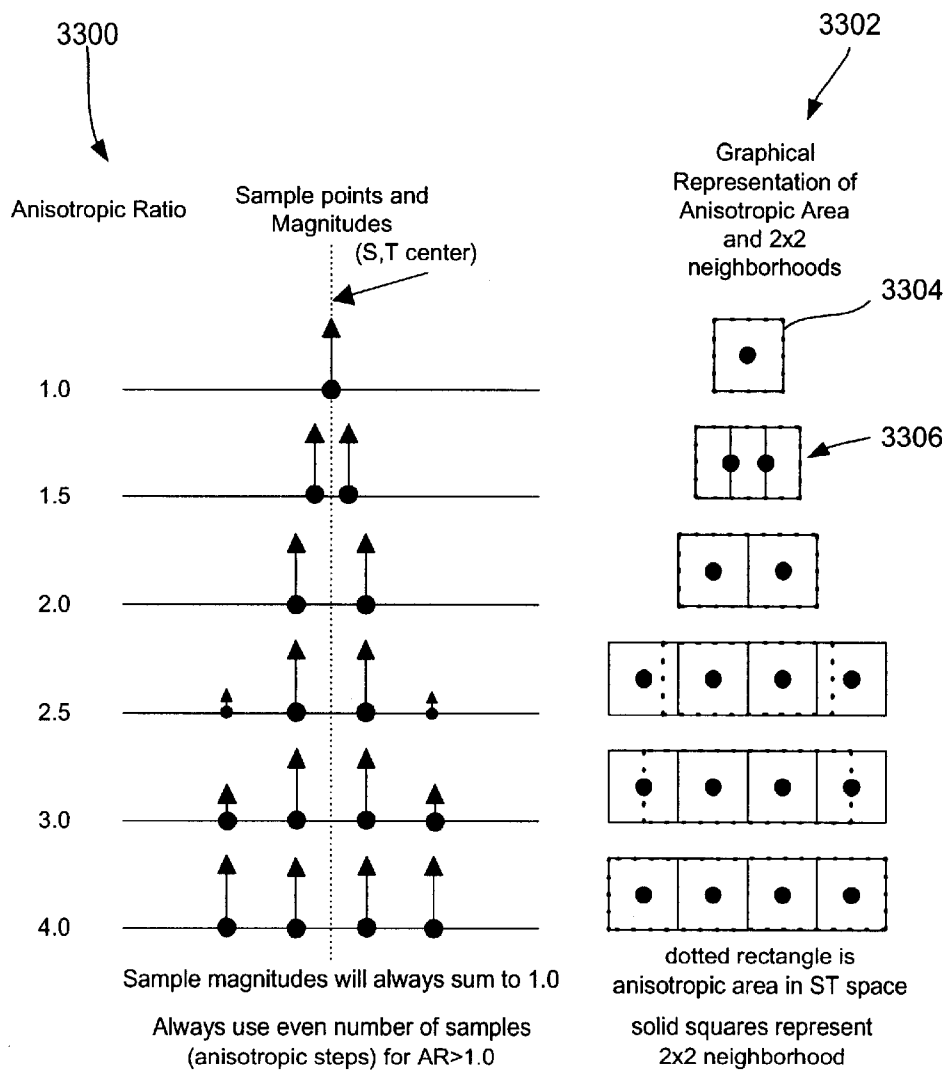 3300
3302
Anisotropic Ratio
Sample points and
Magnitudes
(S,T center)
Graphical
Representation of
Anisotropic Area
and 2x2
neighborhoods
3304
1.0
3306
1.5
2.0
2.5
3.0
4.0
Sample magnitudes will always sum to 1.0
Always use even number of samples
(anisotropic steps) for AR>1.0
dotted rectangle is
anisotropic area in ST space
solid squares represent
2x2 neighborhood